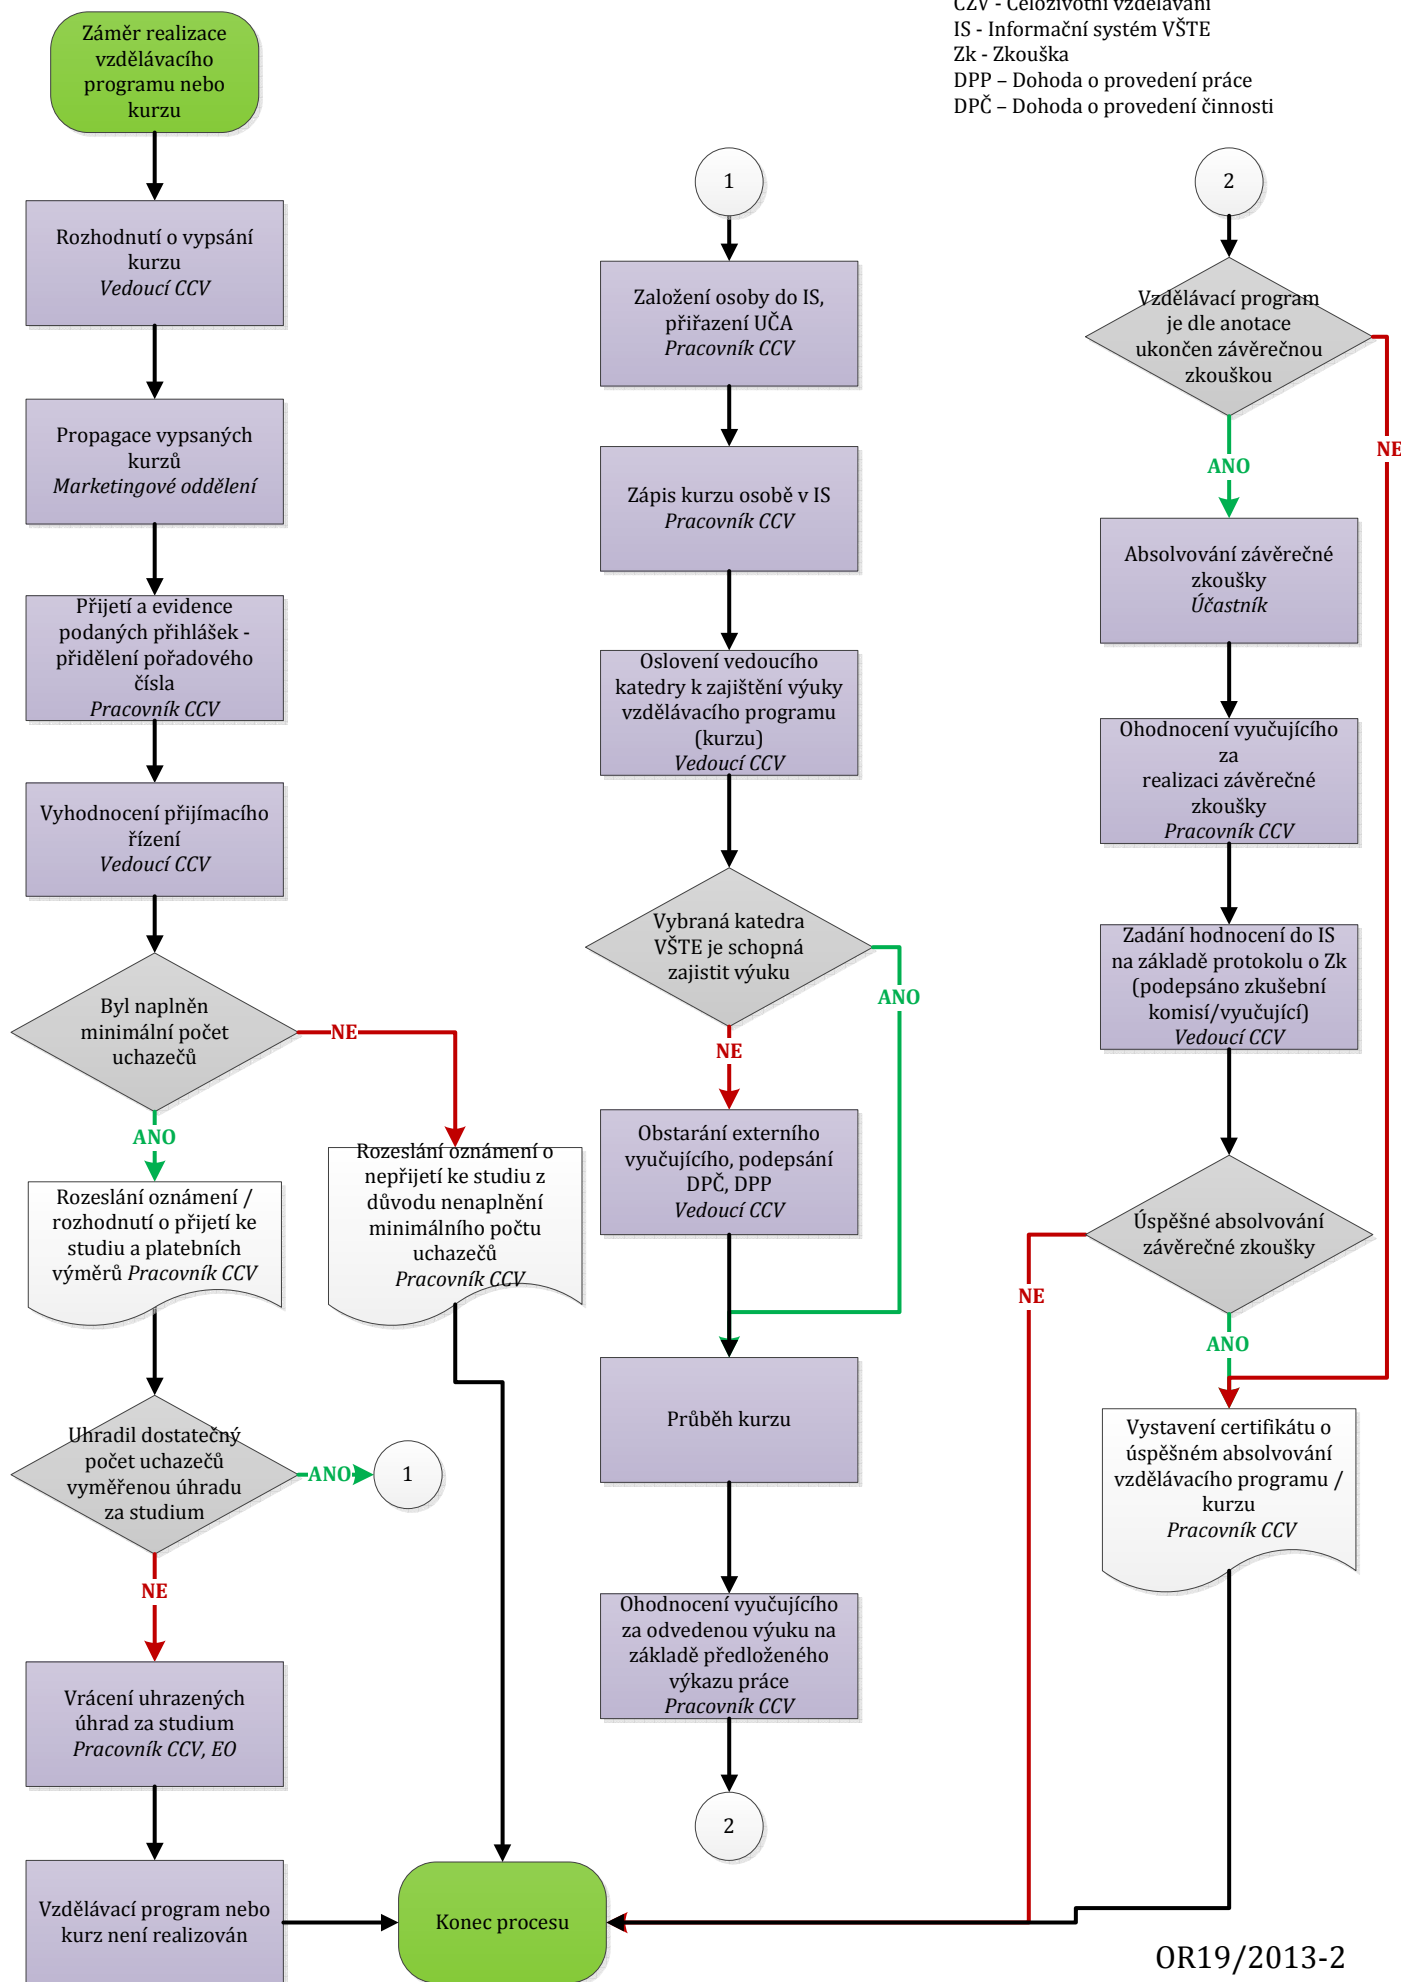 Záměr realizace
vzdělávacího
programu nebo
kurzu
Rozhodnutí o vypsání
kurzu
Vedoucí CCV
Propagace vypsaných
kurzů
Marketingové oddělení
Přijetí a evidence
podaných přihlášek -
přidělení pořadového
čísla
Pracovník CCV
Vyhodnocení přijímacího
řízení
Vedoucí CCV
Byl naplněn
minimální počet
uchazečů
NE
ANO
Rozeslání oznámení /
rozhodnutí o přijetí ke
studiu a platebních
výměrů Pracovník CCV
Rozeslání oznámení o
nepřijetí ke studiu z
důvodu nenaplnění
minimálního počtu
uchazečů
Pracovník CCV
Uhradil dostatečný
počet uchazečů
vyměřenou úhradu
za studium
ANO
1
NE
Vrácení uhrazených
úhrad za studium
Pracovník CCV, EO
Vzdělávací program nebo
kurz není realizován
Konec procesu
1
Založení osoby do IS,
přiřazení UČA
Pracovník CCV
Zápis kurzu osobě v IS
Pracovník CCV
Oslovení vedoucího
katedry k zajištění výuky
vzdělávacího programu
(kurzu)
Vedoucí CCV
Vybraná katedra
VŠTE je schopná
zajistit výuku
ANO
NE
Obstarání externího
vyučujícího, podepsání
DPČ, DPP
Vedoucí CCV
Průběh kurzu
Ohodnocení vyučujícího
za odvedenou výuku na
základě předloženého
výkazu práce
Pracovník CCV
2
CZV - Celoživotní vzdělávání
IS - Informační systém VŠTE
Zk - Zkouška
DPP – Dohoda o provedení práce
DPČ – Dohoda o provedení činnosti
2
Vzdělávací program
je dle anotace
ukončen závěrečnou
zkouškou
NE
ANO
Absolvování závěrečné
zkoušky
Účastník
Ohodnocení vyučujícího
za
realizaci závěrečné
zkoušky
Pracovník CCV
Zadání hodnocení do IS
na základě protokolu o Zk
(podepsáno zkušební
komisí/vyučující)
Vedoucí CCV
Úspěšné absolvování
závěrečné zkoušky
NE
ANO
Vystavení certifikátu o
úspěšném absolvování
vzdělávacího programu /
kurzu
Pracovník CCV
OR19/2013-2